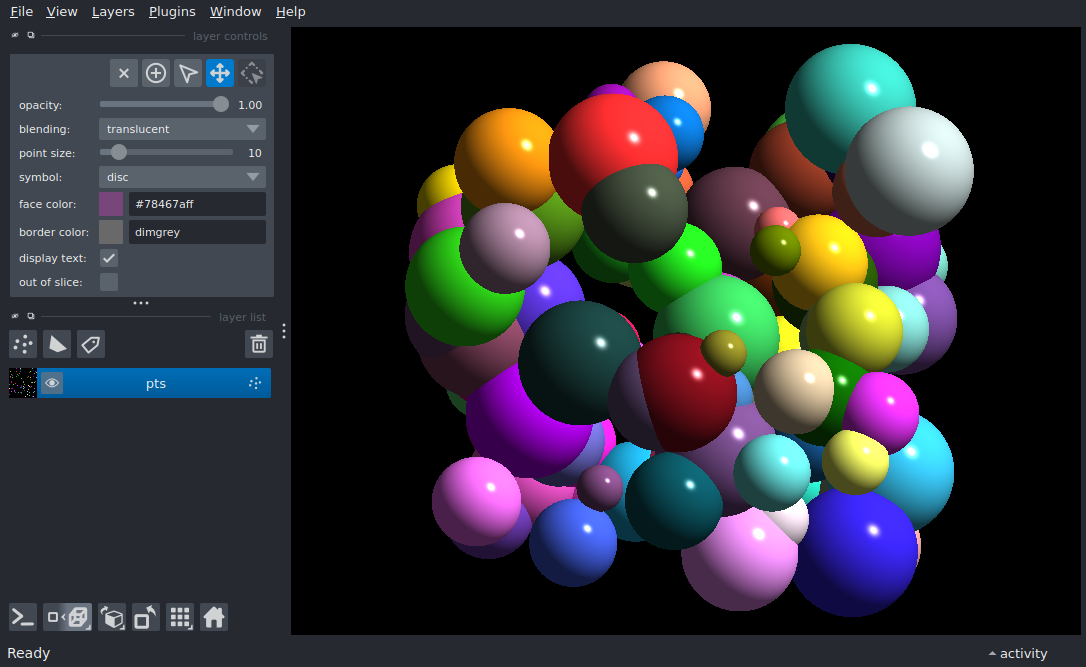 File View Layers Plugins Window Help
layer controls
opacity: 1.00
blending: translucent
point size: 10
symbol: disc
face color: #78467aff
border color: dimgrey
display text:
out of slice:
layer list
pts
Ready
activity